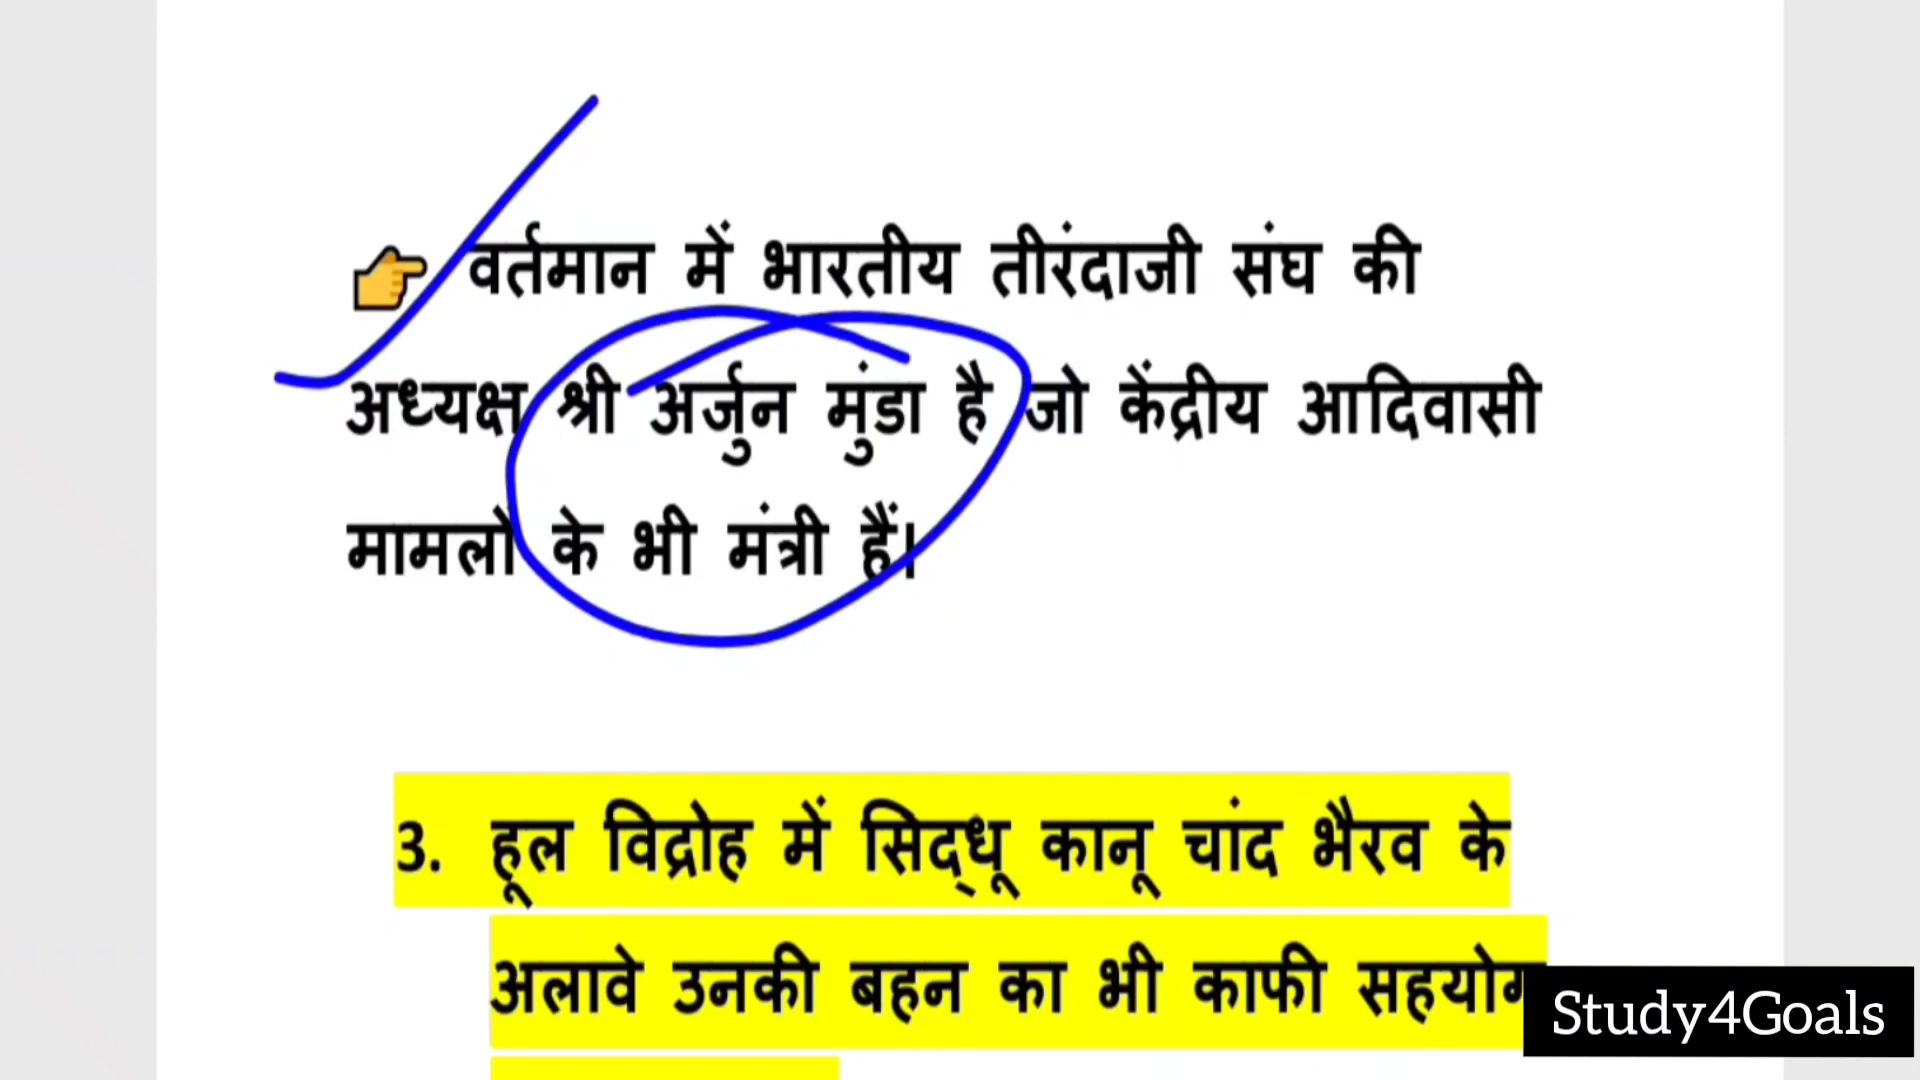 👉 वर्तमान में भारतीय तीरंदाजी संघ की
अध्यक्ष श्री अर्जुन मुंडा है जो केंद्रीय आदिवासी
मामलों के भी मंत्री हैं।
3. हूल विद्रोह में सिद्धू कानू चांद भैरव के
अलावे उनकी बहन का भी काफी सहयोग
Study4Goals